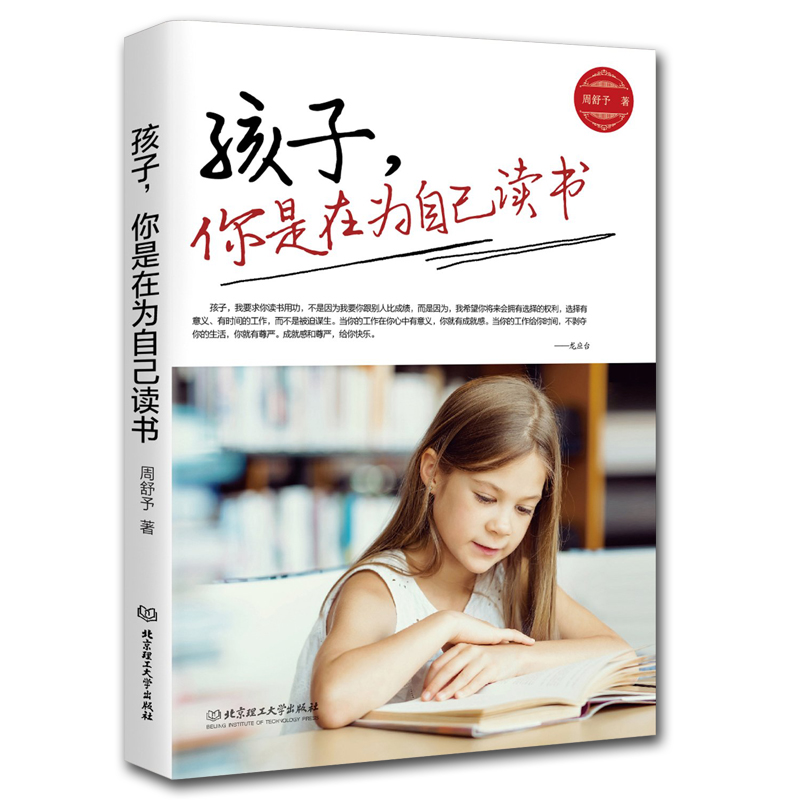 孩子，
你是在为自己读书
周舒予 著
孩子，我要求你读书用功，不是因为我要你跟别人比成绩，而是因为，我希望你将来会拥有选择的权利，选择有
意义、有时间的工作，而不是被迫谋生。当你的工作在你心中有意义，你就有成就感。当你的工作给你时间，不剥夺
你的生活，你就有尊严。成就感和尊严，给你快乐。
——龙应台
北京理工大学出版社
BEIJING INSTITUTE OF TECHNOLOGY PRESS
孩子，你是在为自己读书
周舒予 著
北京理工大学出版社